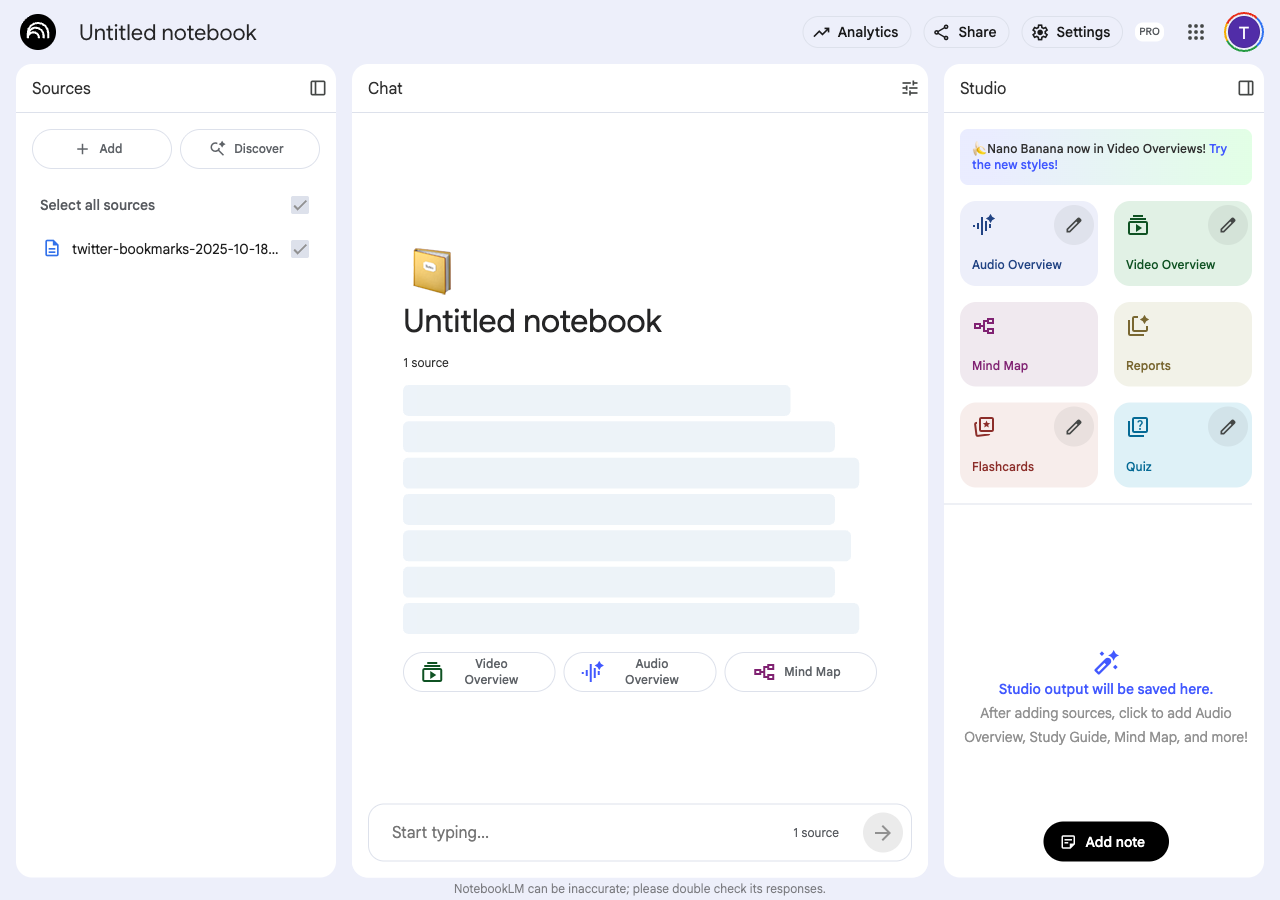 Untitled notebook
Analytics
Share
Settings
PRO
T
Sources
Add
Discover
Select all sources
twitter-bookmarks-2025-10-18...
Chat
Untitled notebook
1 source
Video
Overview
Audio
Overview
Mind Map
Start typing...
1 source
Studio
Nano Banana now in Video Overviews! Try
the new styles!
Audio Overview
Video Overview
Mind Map
Reports
Flashcards
Quiz
Studio output will be saved here.
After adding sources, click to add Audio
Overview, Study Guide, Mind Map, and more!
Add note
NotebookLM can be inaccurate; please double check its responses.